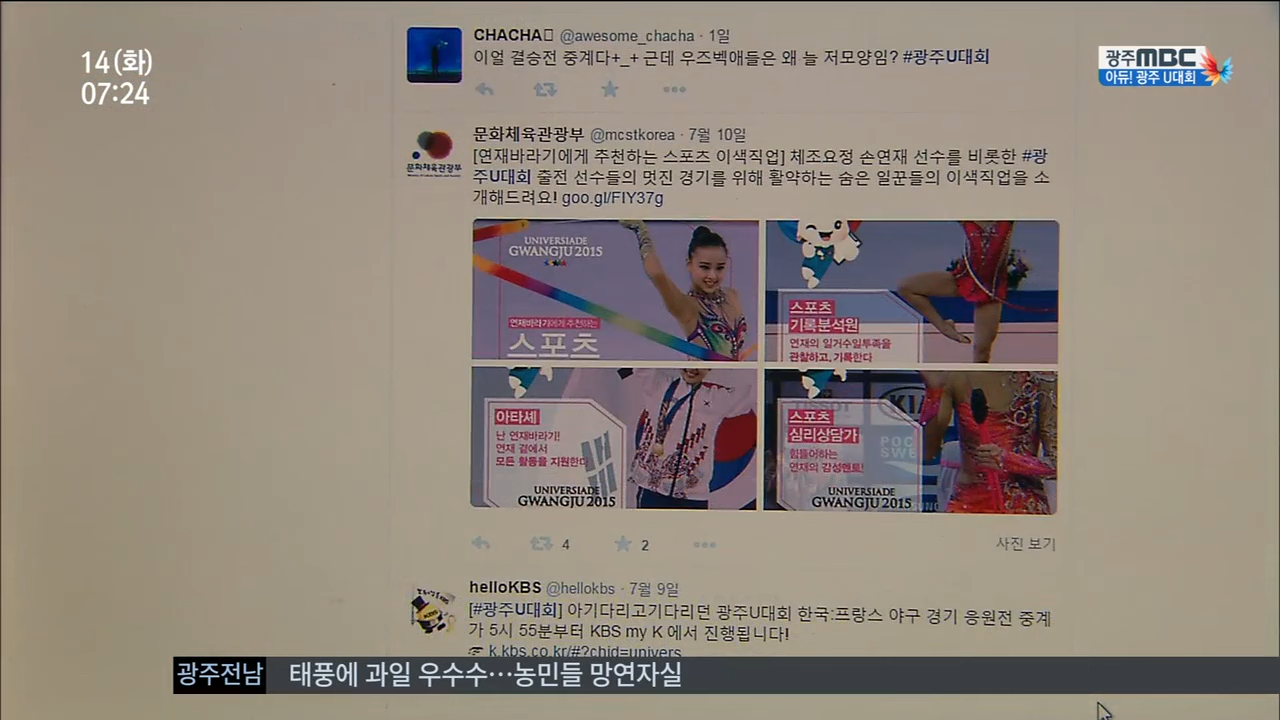 14(화)
07:24
광주MBC
아듀! 광주 U대회
CHACHA @awesome_chacha · 1일
이얼 결승전 중계다+_+ 근데 우즈벡애들은 왜 늘 저모양임? #광주U대회
문화체육관광부
문화체육관광부 @mcstkorea · 7월 10일
[연재바라기에게 추천하는 스포츠 이색직업] 체조요정 손연재 선수를 비롯한 #광
주U대회 출전 선수들의 멋진 경기를 위해 활약하는 숨은 일꾼들의 이색직업을 소
개해드려요! goo.gl/FIY37g
UNIVERSIADE
GWANGJU 2015
연재바라기에게 추천하는
스포츠
스포츠
기록분석원
연재의 일거수일투족을
관찰하고, 기록한다
아타셰
난 연재바라기!
연재 곁에서
모든 활동을 지원한다
UNIVERSIADE
GWANGJU 2015
KIA
POC
SWE
스포츠
심리상담가
힘들어하는
연재의 감성멘토!
UNIVERSIADE
GWANGJU 2015
4
2
사진 보기
helloKBS @hellokbs · 7월 9일
[#광주U대회] 아기다리고기다리던 광주U대회 한국:프랑스 야구 경기 응원전 중계
가 5시 55분부터 KBS my K 에서 진행됩니다!
k.kbs.co.kr/#?chid=univers
광주전남
태풍에 과일 우수수…농민들 망연자실